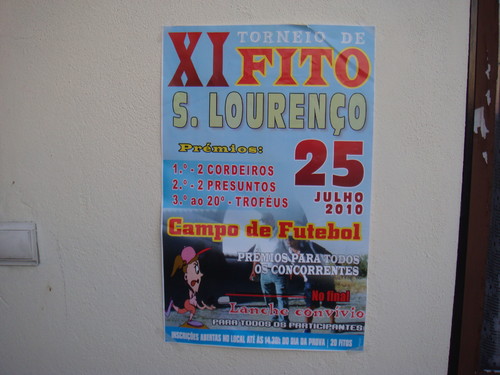 XI TORNEIO DE
FITO
S. LOURENÇO
Prémios:
1.º - 2 CORDEIROS
2.º - 2 PRESUNTOS
3.º ao 20º - TROFÉUS
25
JULHO
2010
Campo de Futebol
PRÉMIOS PARA TODOS
OS CONCORRENTES
No final
Lanche convívio
PARA TODOS OS PARTICIPANTES
INSCRIÇÕES ABERTAS NO LOCAL ATÉ ÀS 14.30h DO DIA DA PROVA | 20 FITOS